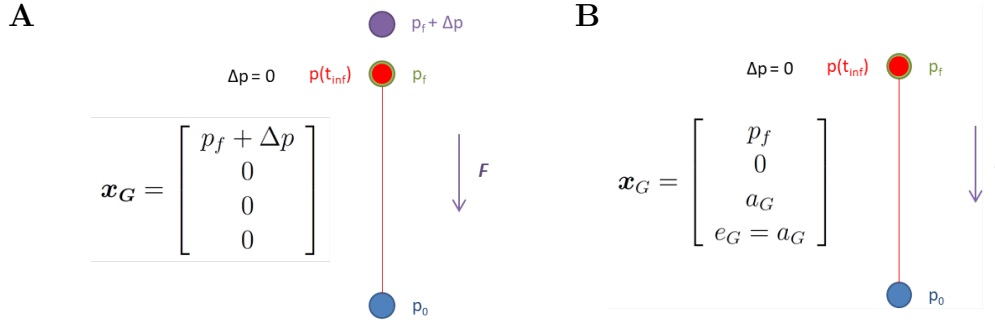 A
p_f + Δp
Δp = 0 p(t_inf) p_f
x_G = [ p_f + Δp
0
0
0 ]
F
p_0
B
Δp = 0 p(t_inf) p_f
x_G = [ p_f
0
a_G
e_G = a_G ]
p_0